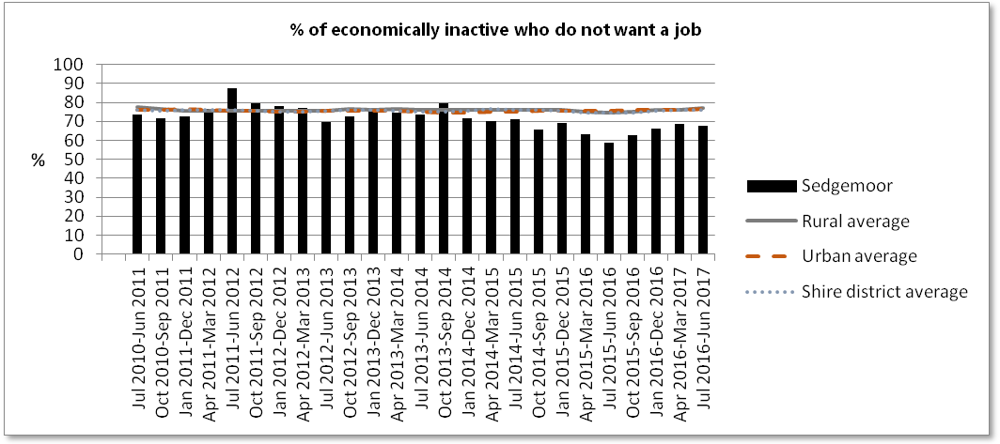 % of economically inactive who do not want a job
100
90
80
70
60
50
40
30
20
10
0
%
Jul 2010-Jun 2011
Oct 2010-Sep 2011
Jan 2011-Dec 2011
Apr 2011-Mar 2012
Jul 2011-Jun 2012
Oct 2011-Sep 2012
Jan 2012-Dec 2012
Apr 2012-Mar 2013
Jul 2012-Jun 2013
Oct 2012-Sep 2013
Jan 2013-Dec 2013
Apr 2013-Mar 2014
Jul 2013-Jun 2014
Oct 2013-Sep 2014
Jan 2014-Dec 2014
Apr 2014-Mar 2015
Jul 2014-Jun 2015
Oct 2014-Sep 2015
Jan 2015-Dec 2015
Apr 2015-Mar 2016
Jul 2015-Jun 2016
Oct 2015-Sep 2016
Jan 2016-Dec 2016
Apr 2016-Mar 2017
Jul 2016-Jun 2017
Sedgemoor
Rural average
Urban average
Shire district average